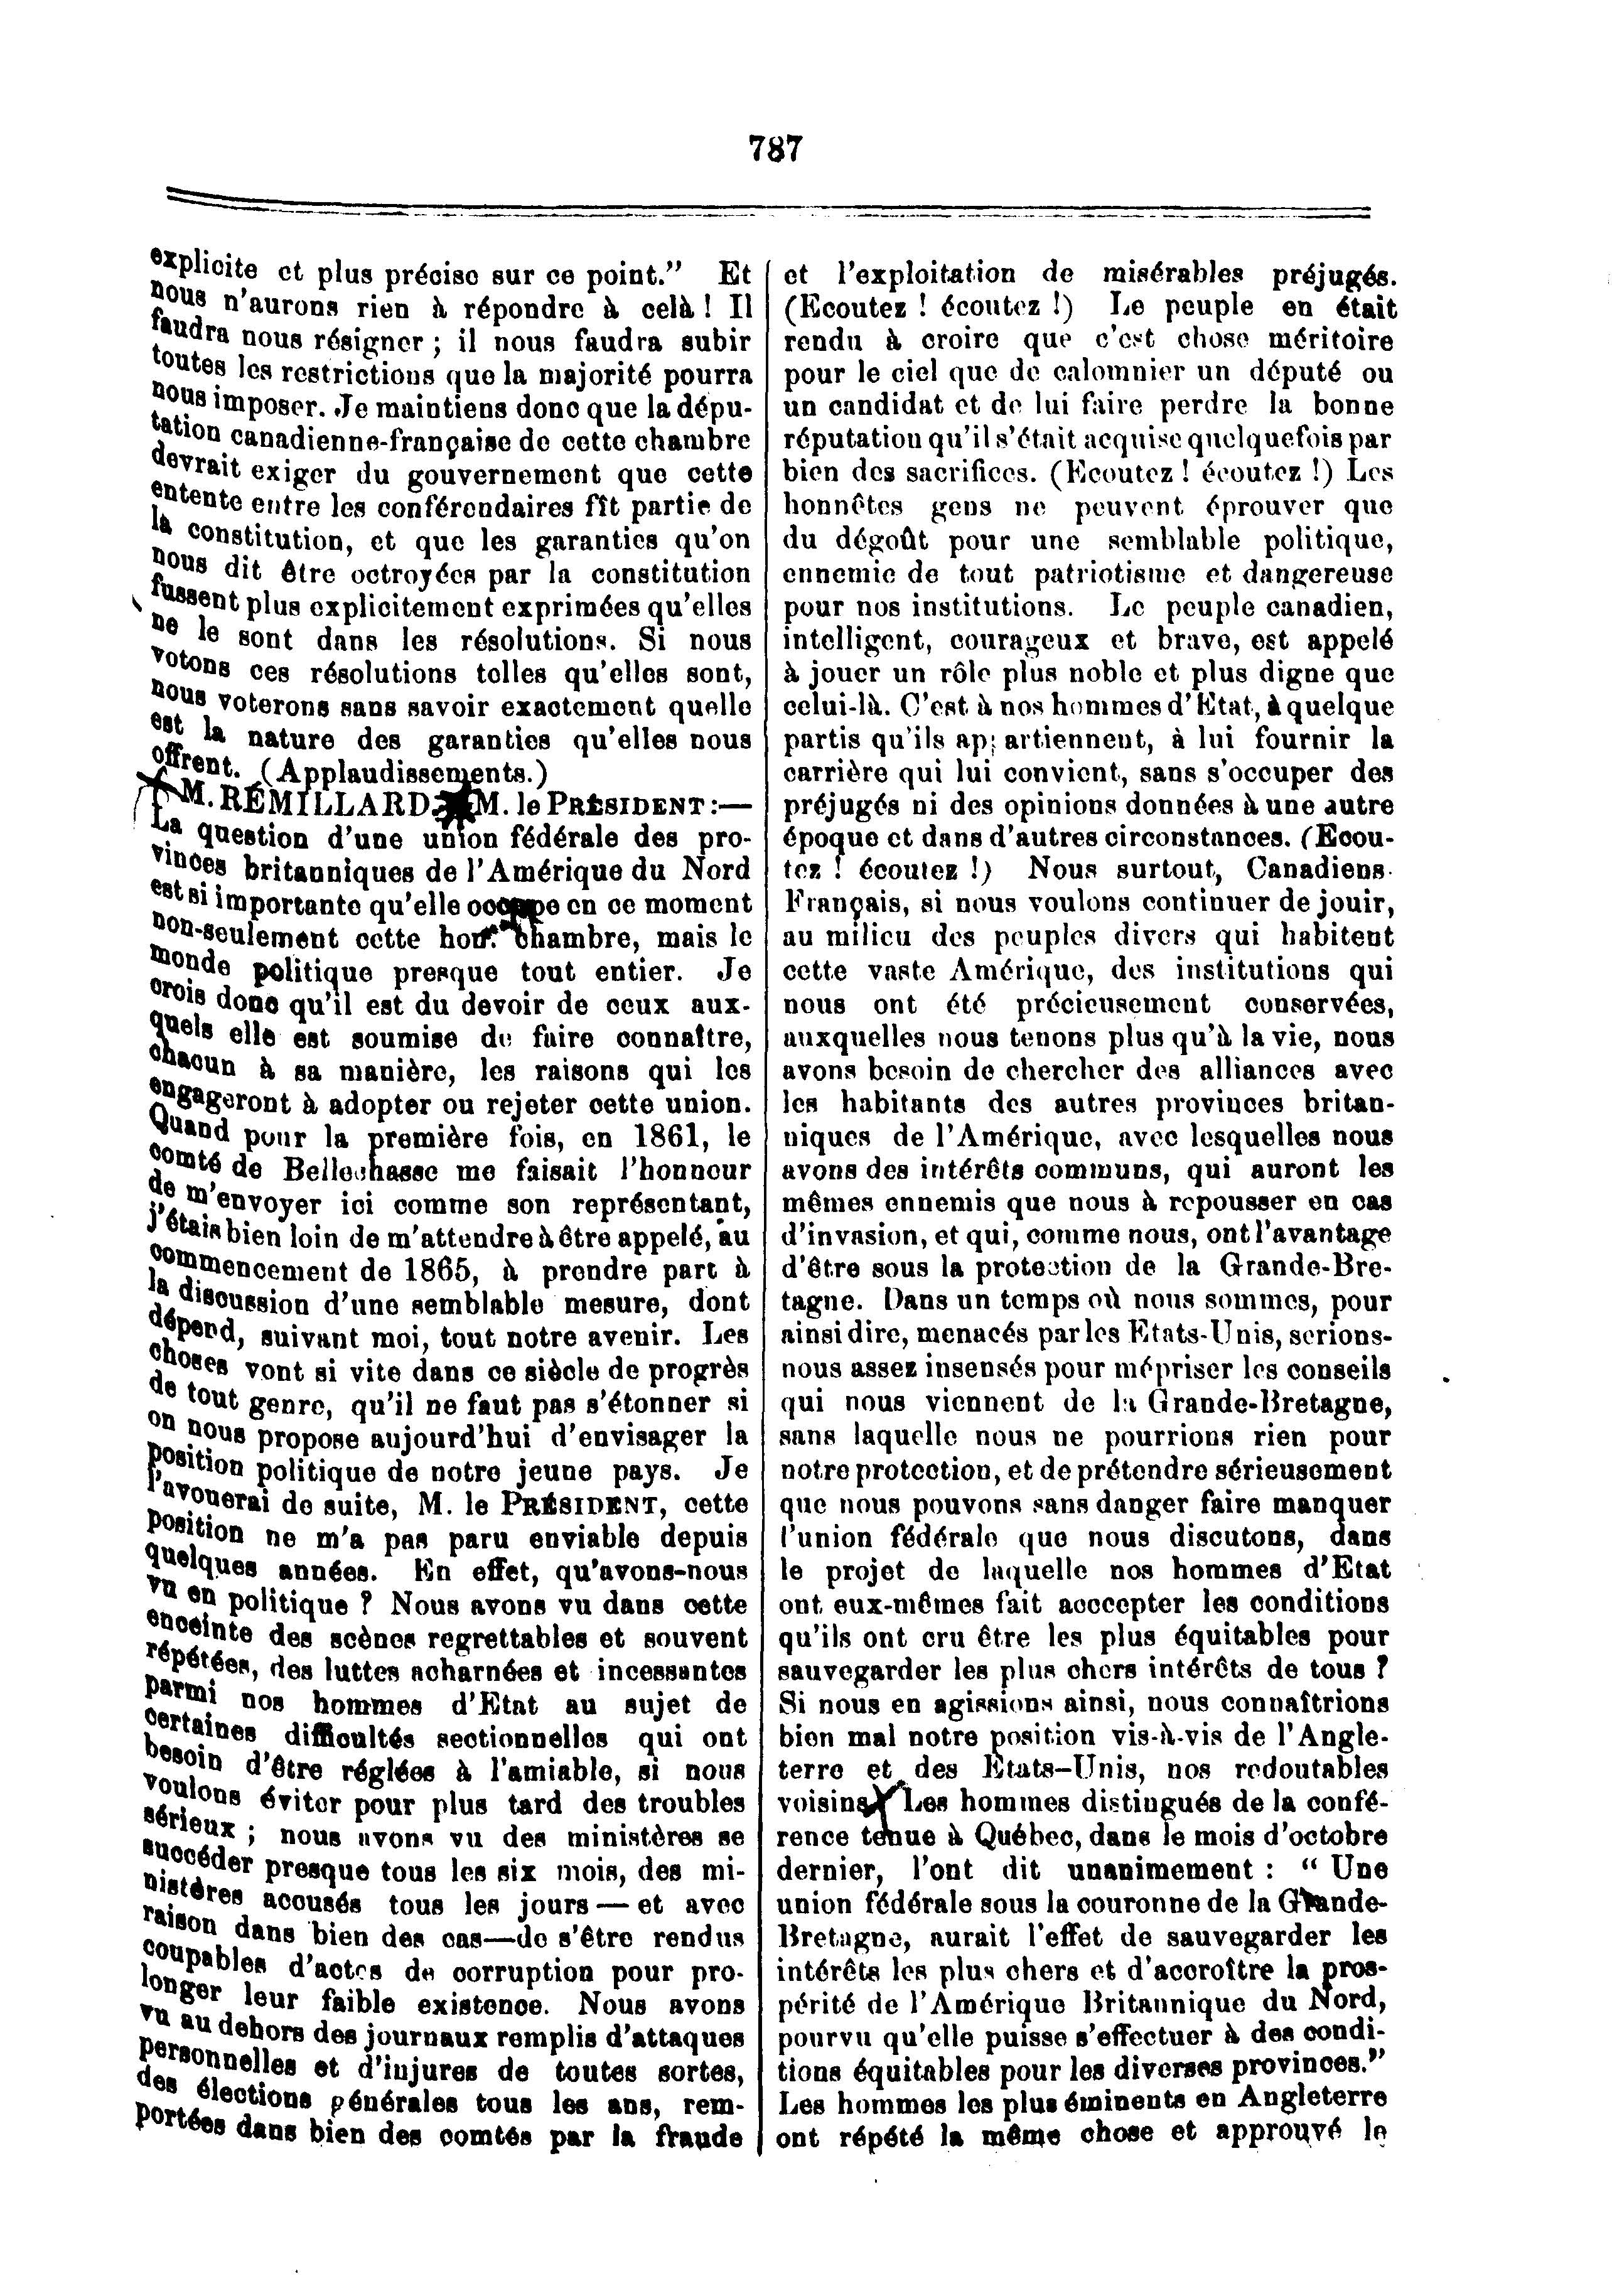 787
explicite et plus précise sur ce point.” Et
nous n’aurons rien à répondre à celà ! Il
faudra nous résigner ; il nous faudra subir
toutes les restrictions que la majorité pourra
nous imposer. Je maintiens donc que la dépu-
tation canadienne-française de cette chambre
devrait exiger du gouvernement que cette
entente entre les conférendaires fît partie de
la constitution, et que les garanties qu’on
nous dit être octroyées par la constitution
fussent plus explicitement exprimées qu’elles
ne le sont dans les résolutions. Si nous
votons ces résolutions telles qu’elles sont,
nous voterons sans savoir exactement quelle
est la nature des garanties qu’elles nous
offrent. (Applaudissements.)
M. RÉMILLARD—M. le PRÉSIDENT :—
La question d’une union fédérale des pro-
vinces britanniques de l’Amérique du Nord
est si importante qu’elle occupe en ce moment
non-seulement cette hon. chambre, mais le
monde politique presque tout entier. Je
crois donc qu’il est du devoir de ceux aux-
quels elle est soumise de faire connaître,
chacun à sa manière, les raisons qui les
engageront à adopter ou rejeter cette union.
Quand pour la première fois, en 1861, le
comté de Bellechasse me faisait l’honneur
de m’envoyer ici comme son représentant,
j’étais bien loin de m’attendre à être appelé, au
commencement de 1865, à prendre part à
la discussion d’une semblable mesure, dont
dépend, suivant moi, tout notre avenir. Les
choses vont si vite dans ce siècle de progrès
de tout genre, qu’il ne faut pas s’étonner si
on nous propose aujourd’hui d’envisager la
position politique de notre jeune pays. Je
l’avouerai de suite, M. le PRÉSIDENT, cette
position ne m’a pas paru enviable depuis
quelques années. En effet, qu’avons-nous
vu en politique ? Nous avons vu dans cette
enceinte des scènes regrettables et souvent
répétées, des luttes acharnées et incessantes
parmi nos hommes d’Etat au sujet de
certaines difficultés sectionnelles qui ont
besoin d’être réglées à l’amiable, si nous
voulons éviter pour plus tard des troubles
sérieux ; nous avons vu des ministères se
succéder presque tous les six mois, des mi-
nistères accusés tous les jours — et avec
raison dans bien des cas—de s’être rendus
coupables d’actes de corruption pour pro-
longer leur faible existence. Nous avons
vu au dehors des journaux remplis d’attaques
personnelles et d’injures de toutes sortes,
des élections générales tous les ans, rem-
portées dans bien des comtés par la fraude
et l’exploitation de misérables préjugés.
(Ecoutez ! écoutez !) Le peuple en était
rendu à croire que c’est chose méritoire
pour le ciel que de calomnier un député ou
un candidat et de lui faire perdre la bonne
réputation qu’il s’était acquise quelquefois par
bien des sacrifices. (Ecoutez ! écoutez !) Les
honnêtes gens ne peuvent éprouver que
du dégoût pour une semblable politique,
ennemie de tout patriotisme et dangereuse
pour nos institutions. Le peuple canadien,
intelligent, courageux et brave, est appelé
à jouer un rôle plus noble et plus digne que
celui-là. C’est à nos hommes d’Etat, à quelque
partis qu’ils appartiennent, à lui fournir la
carrière qui lui convient, sans s’occuper des
préjugés ni des opinions données à une autre
époque et dans d’autres circonstances. (Ecou-
tez ! écoutez !) Nous surtout, Canadiens-
Français, si nous voulons continuer de jouir,
au milieu des peuples divers qui habitent
cette vaste Amérique, des institutions qui
nous ont été précieusement conservées,
auxquelles nous tenons plus qu’à la vie, nous
avons besoin de chercher des alliances avec
les habitants des autres provinces britan-
niques de l’Amérique, avec lesquelles nous
avons des intérêts communs, qui auront les
mêmes ennemis que nous à repousser en cas
d’invasion, et qui, comme nous, ont l’avantage
d’être sous la protection de la Grande-Bre-
tagne. Dans un temps où nous sommes, pour
ainsi dire, menacés par les Etats-Unis, serions-
nous assez insensés pour mépriser les conseils
qui nous viennent de la Grande-Bretagne,
sans laquelle nous ne pourrions rien pour
notre protection, et de prétendre sérieusement
que nous pouvons sans danger faire manquer
l’union fédérale que nous discutons, dans
le projet de laquelle nos hommes d’Etat
ont eux-mêmes fait acccepter les conditions
qu’ils ont cru être les plus équitables pour
sauvegarder les plus chers intérêts de tous ?
Si nous en agissions ainsi, nous connaîtrions
bien mal notre position vis-à-vis de l’Angle-
terre et des Etats-Unis, nos redoutables
voisins. Les hommes distingués de la confé-
rence tenue à Québec, dans le mois d’octobre
dernier, l’ont dit unanimement : “ Une
union fédérale sous la couronne de la Grande-
Bretagne, aurait l’effet de sauvegarder les
intérêts les plus chers et d’accroître la pros-
périté de l’Amérique Britannique du Nord,
pourvu qu’elle puisse s’effectuer à des condi-
tions équitables pour les diverses provinces.”
Les hommes les plus éminents en Angleterre
ont répété la même chose et approuvé le